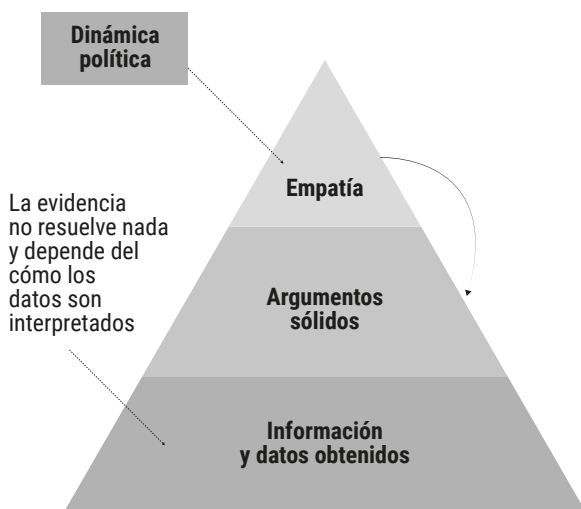 Dinámica
política
Empatía
La evidencia
no resuelve nada
y depende del
cómo los
datos son
interpretados
Argumentos
sólidos
Información
y datos obtenidos